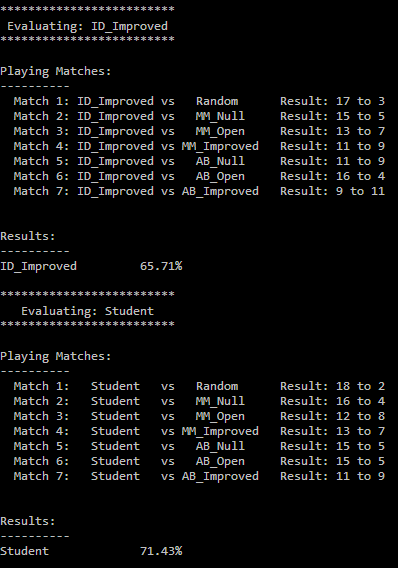 *************************
Evaluating: ID_Improved
*************************
Playing Matches:
----------
Match 1: ID_Improved vs Random Result: 17 to 3
Match 2: ID_Improved vs MM_Null Result: 15 to 5
Match 3: ID_Improved vs MM_Open Result: 13 to 7
Match 4: ID_Improved vs MM_Improved Result: 11 to 9
Match 5: ID_Improved vs AB_Null Result: 11 to 9
Match 6: ID_Improved vs AB_Open Result: 16 to 4
Match 7: ID_Improved vs AB_Improved Result: 9 to 11
Results:
----------
ID_Improved 65.71%
*************************
Evaluating: Student
*************************
Playing Matches:
----------
Match 1: Student vs Random Result: 18 to 2
Match 2: Student vs MM_Null Result: 16 to 4
Match 3: Student vs MM_Open Result: 12 to 8
Match 4: Student vs MM_Improved Result: 13 to 7
Match 5: Student vs AB_Null Result: 15 to 5
Match 6: Student vs AB_Open Result: 15 to 5
Match 7: Student vs AB_Improved Result: 11 to 9
Results:
----------
Student 71.43%